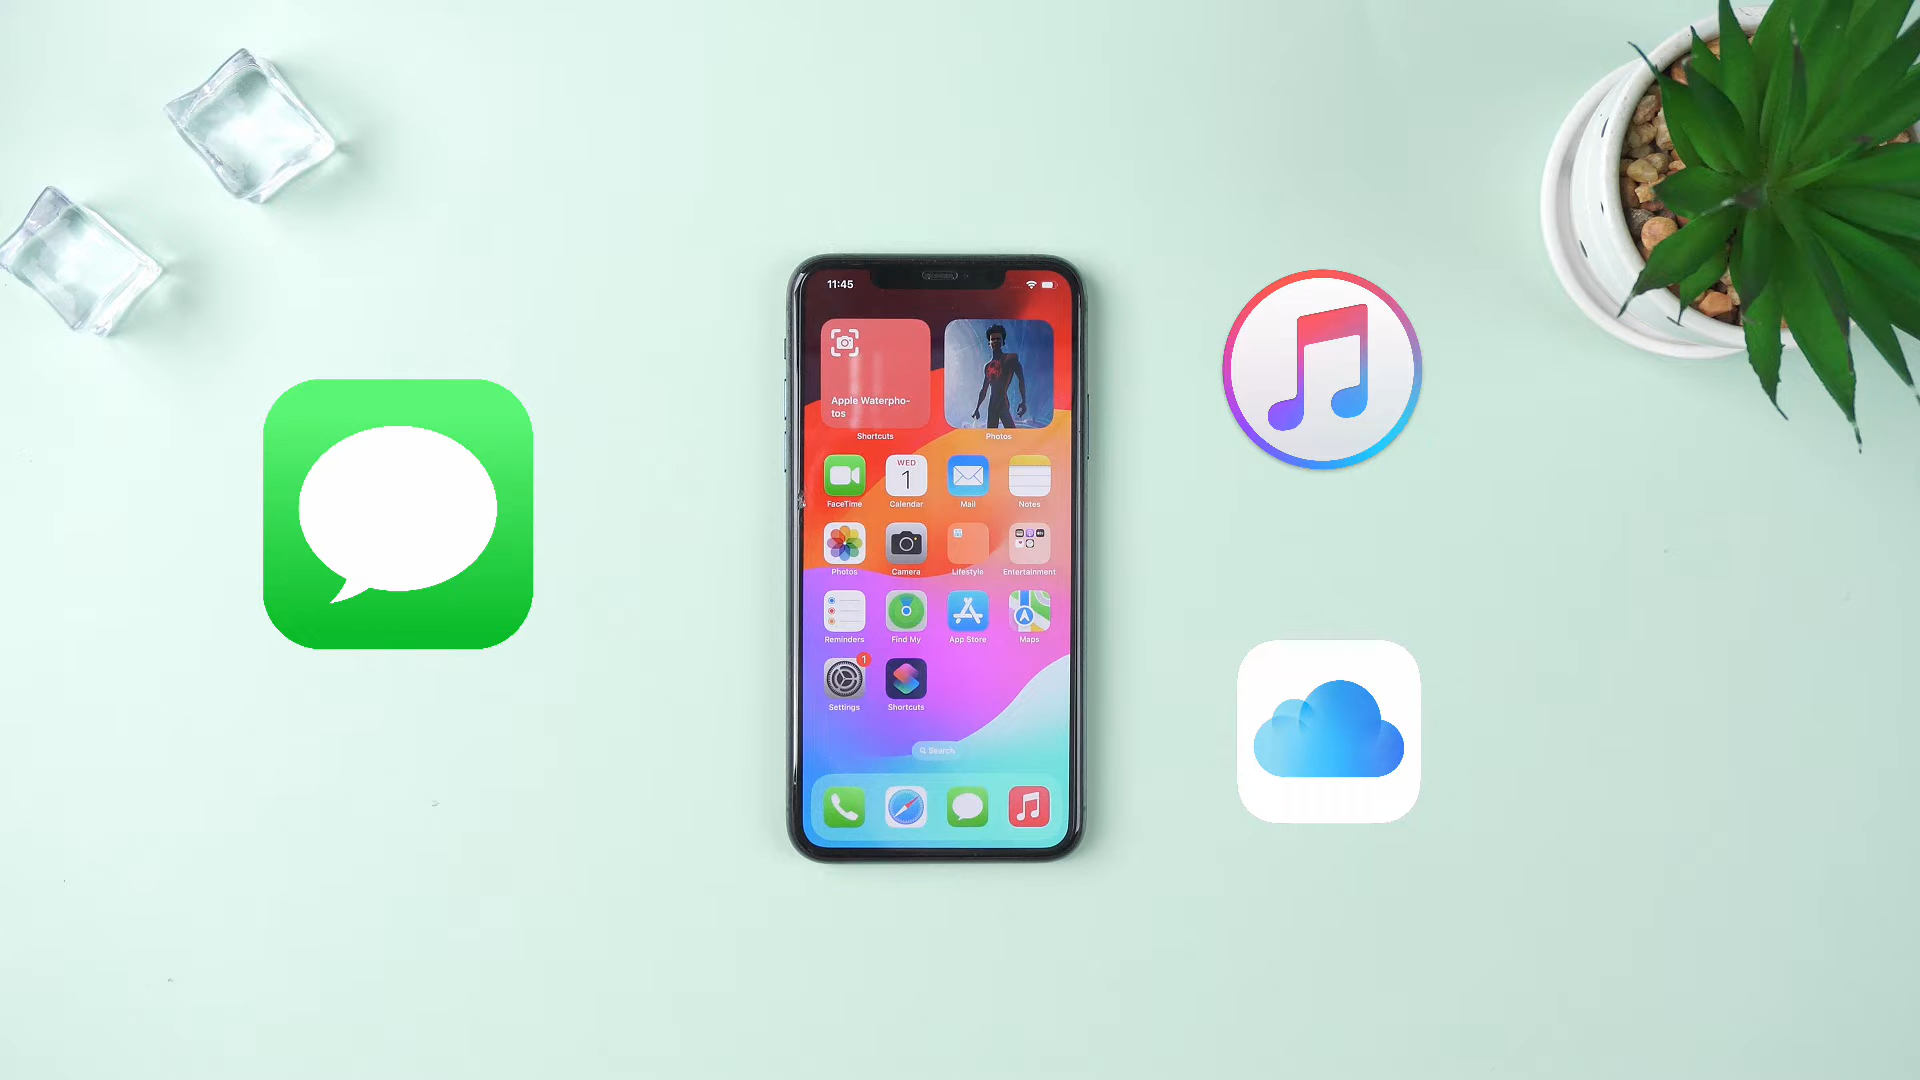 11:45
Apple Waterpho-
tos
Shortcuts
Photos
WED
1
FaceTime
Calendar
Mail
Notes
Photos
Camera
Lifestyle
Entertainment
Reminders
Find My
App Store
Maps
1
Settings
Shortcuts
Search